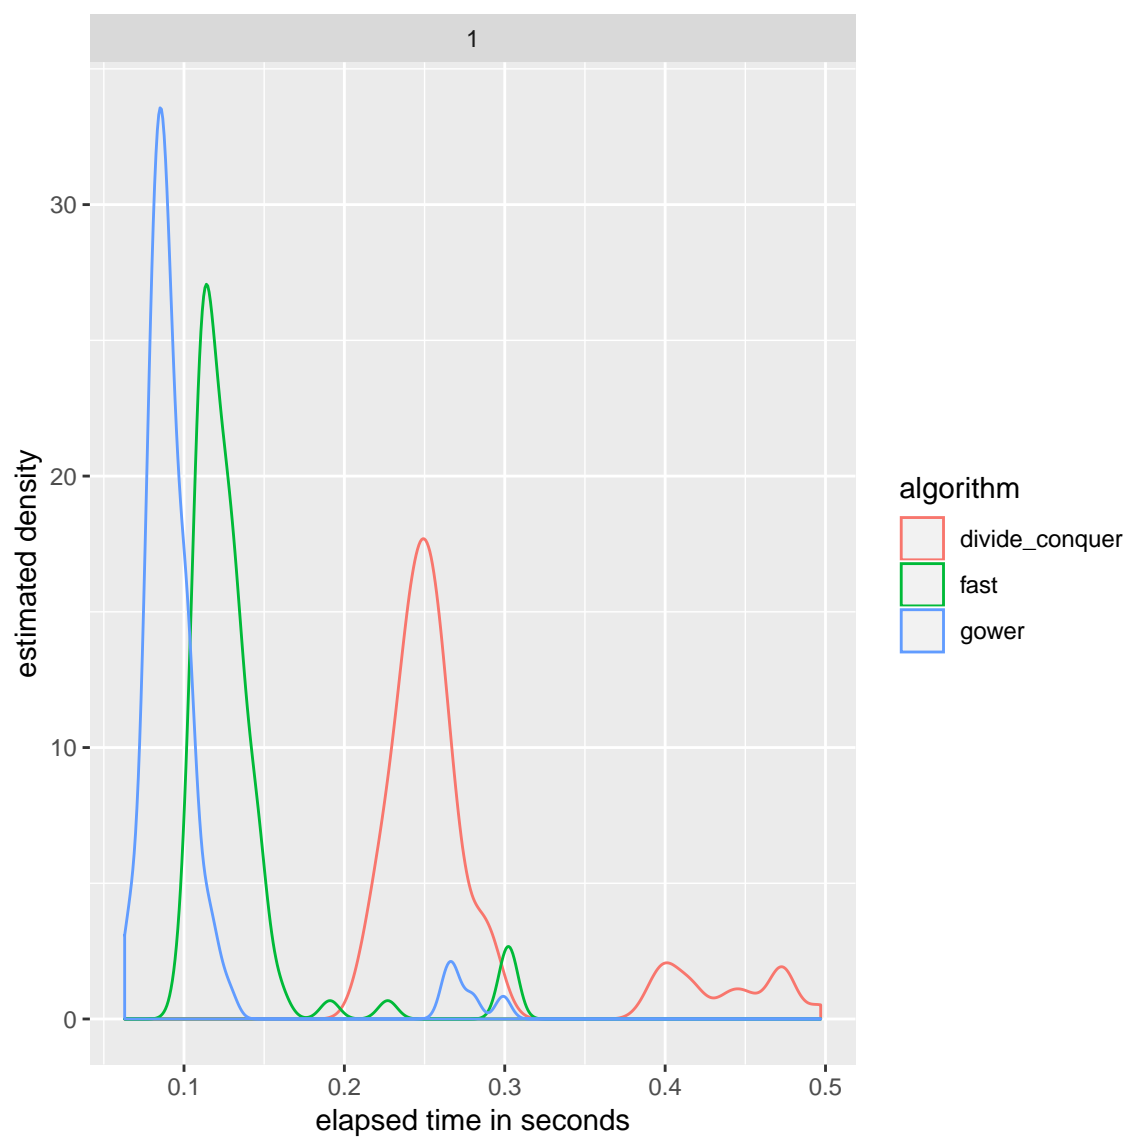 1
30
20
10
0
estimated density
0.1 0.2 0.3 0.4 0.5
elapsed time in seconds
algorithm
divide_conquer
fast
gower